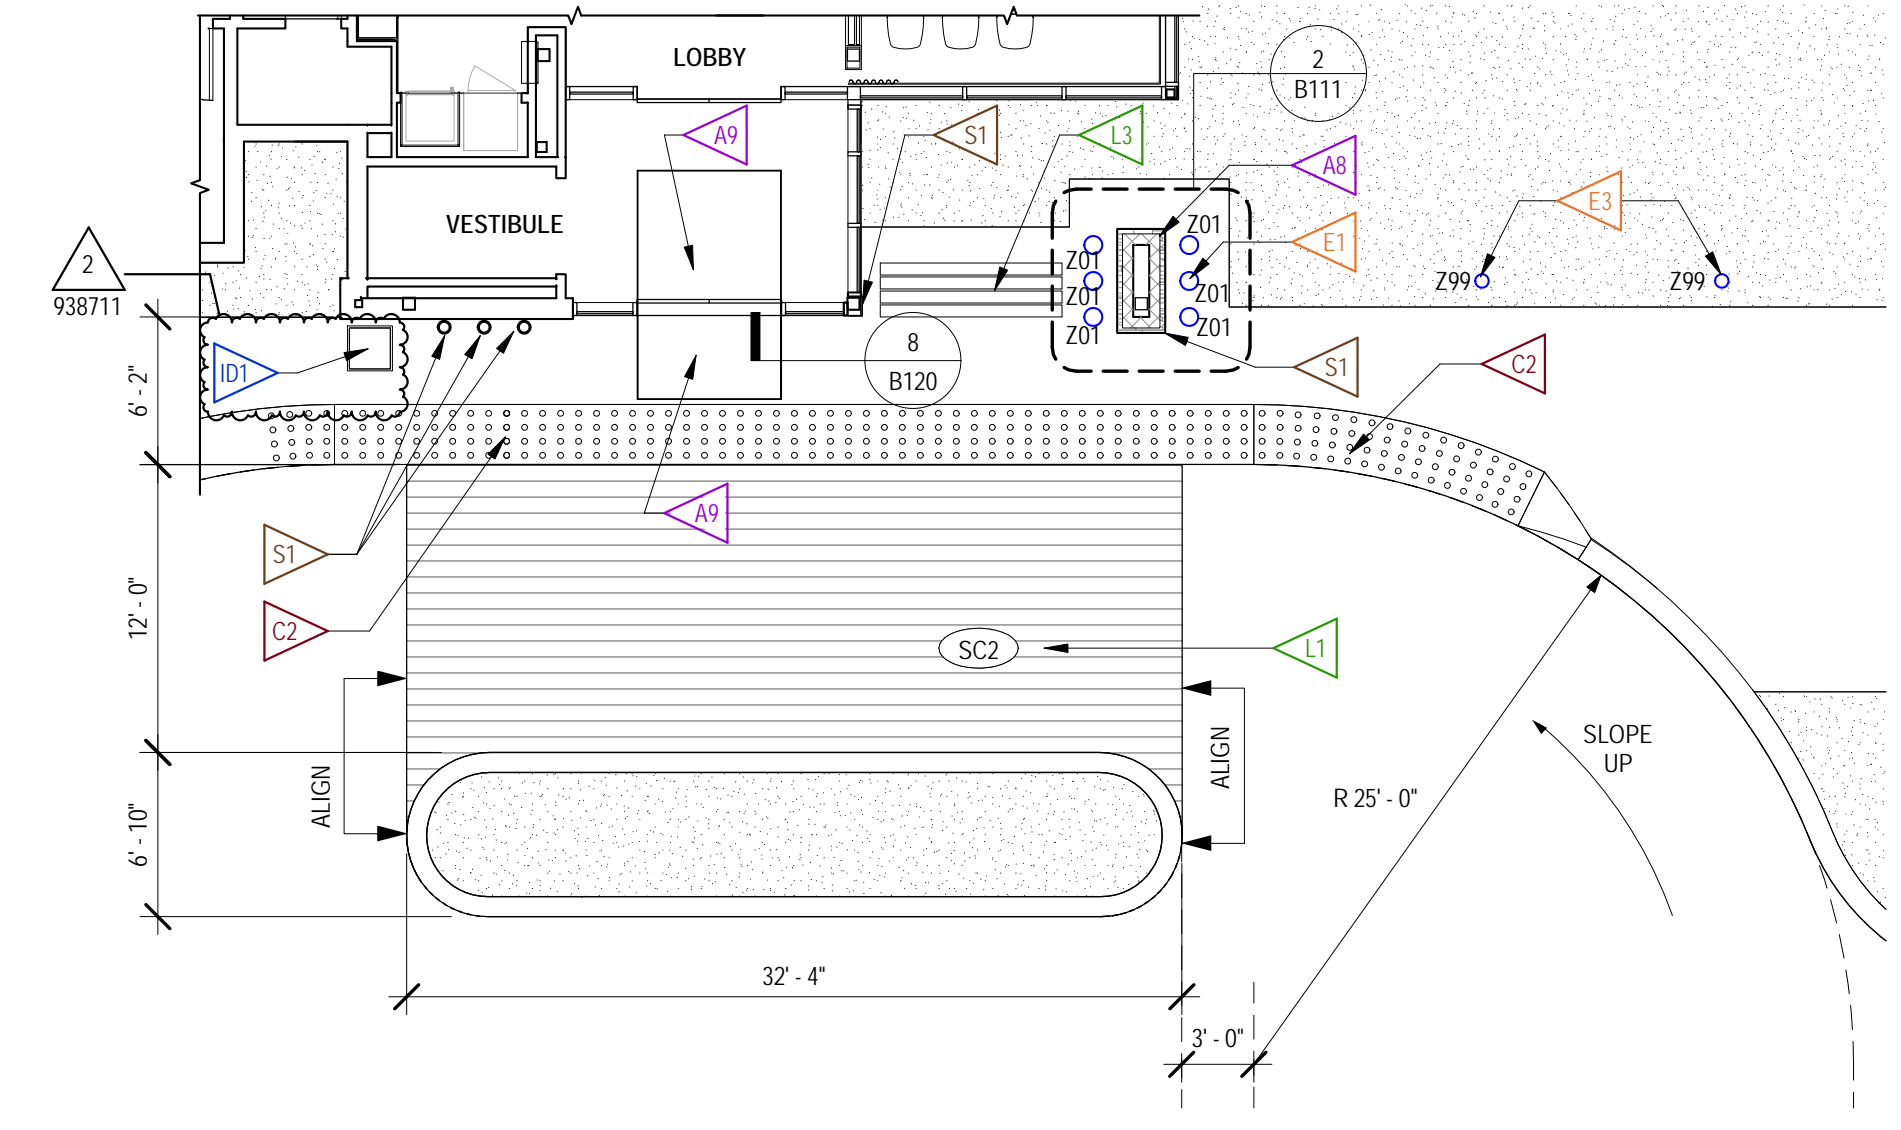 LOBBY
2
B111
A9
S1
L3
A8
E3
VESTIBULE
Z01
Z01
E1
2
938711
Z99
Z99
Z01
Z01
Z01
Z01
8
B120
ID1
S1
C2
6' - 2"
A9
S1
12' - 0"
C2
SC2
L1
SLOPE
UP
ALIGN
ALIGN
R 25' - 0"
6' - 10"
32' - 4"
3' - 0"